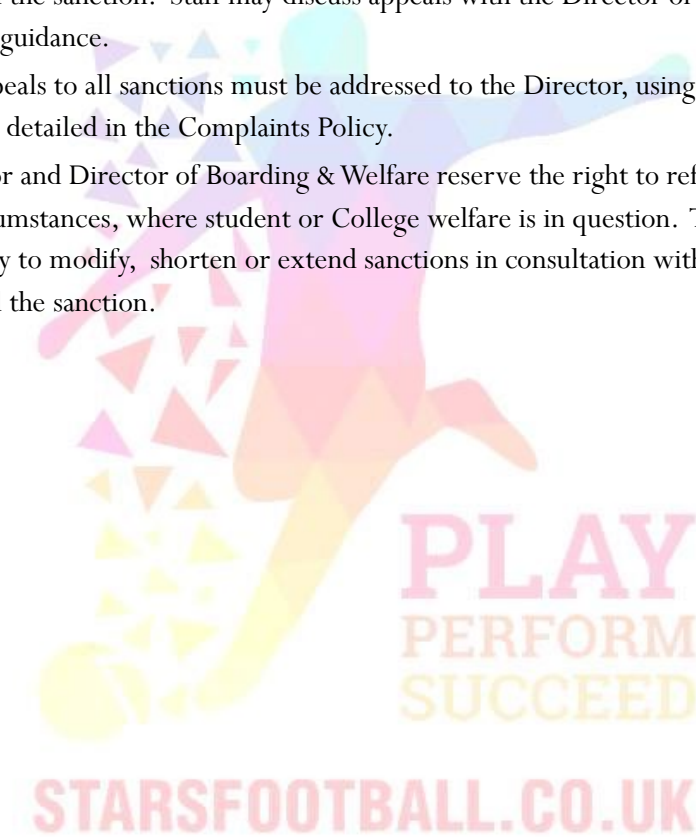 the sanction? Staff may discuss appeals with the Director of
guidance.
peals to all sanctions must be addressed to the Director, using
detailed in the Complaints Policy.
or and Director of Boarding & Welfare reserve the right to ref
umstances, where student or College welfare is in question. T
y to modify, shorten or extend sanctions in consultation with
the sanction.
PLAY
PERFORM
SUCCEED
STARSFOOTBALL.CO.UK